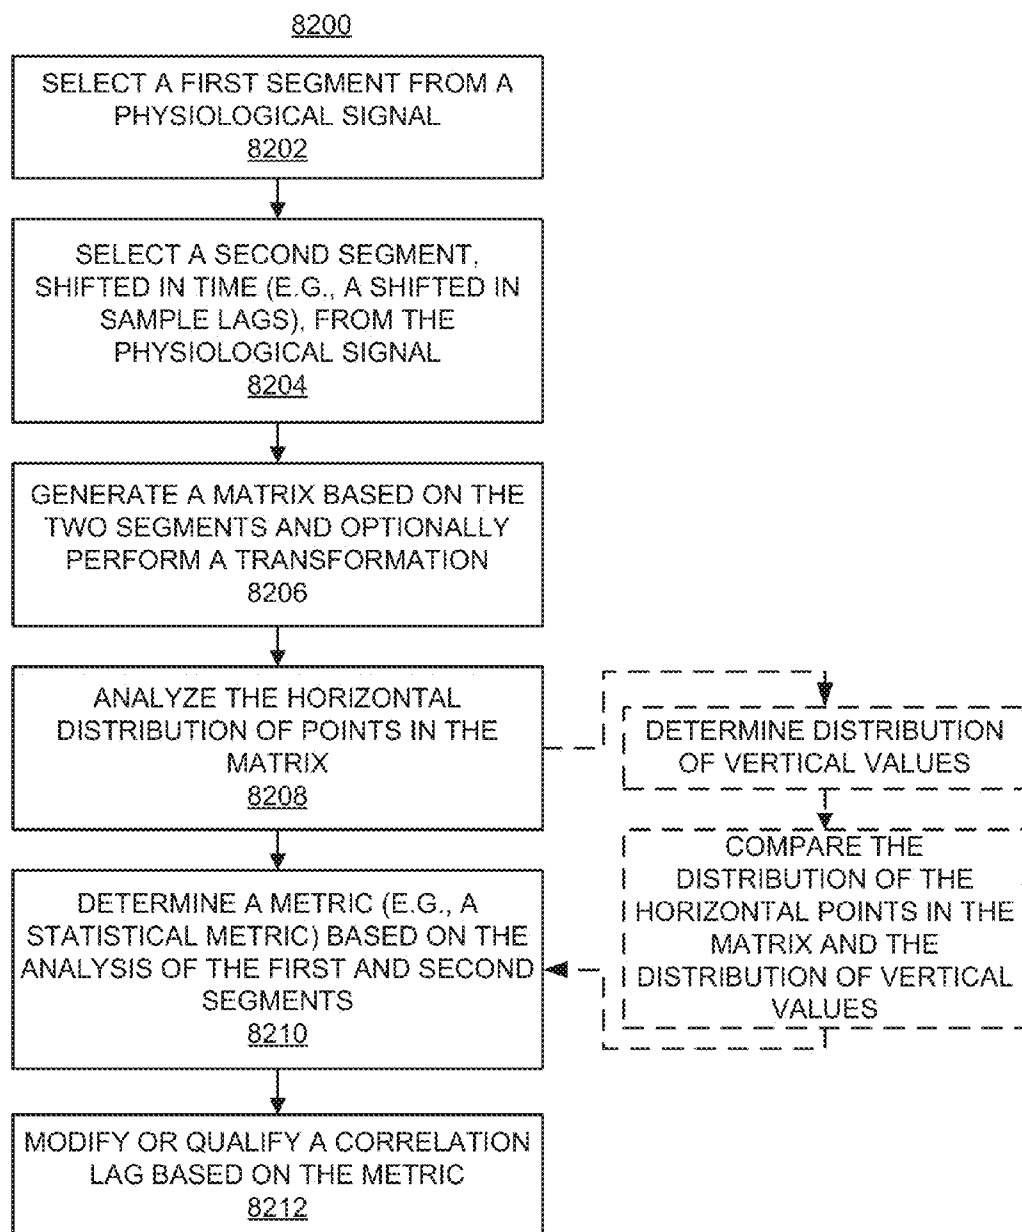 8200
SELECT A FIRST SEGMENT FROM A
PHYSIOLOGICAL SIGNAL
8202
SELECT A SECOND SEGMENT,
SHIFTED IN TIME (E.G., A SHIFTED IN
SAMPLE LAGS), FROM THE
PHYSIOLOGICAL SIGNAL
8204
GENERATE A MATRIX BASED ON THE
TWO SEGMENTS AND OPTIONALLY
PERFORM A TRANSFORMATION
8206
ANALYZE THE HORIZONTAL
DISTRIBUTION OF POINTS IN THE
MATRIX
8208
DETERMINE DISTRIBUTION
OF VERTICAL VALUES
COMPARE THE
DISTRIBUTION OF THE
HORIZONTAL POINTS IN THE
MATRIX AND THE
DISTRIBUTION OF VERTICAL
VALUES
DETERMINE A METRIC (E.G., A
STATISTICAL METRIC) BASED ON THE
ANALYSIS OF THE FIRST AND SECOND
SEGMENTS
8210
MODIFY OR QUALIFY A CORRELATION
LAG BASED ON THE METRIC
8212